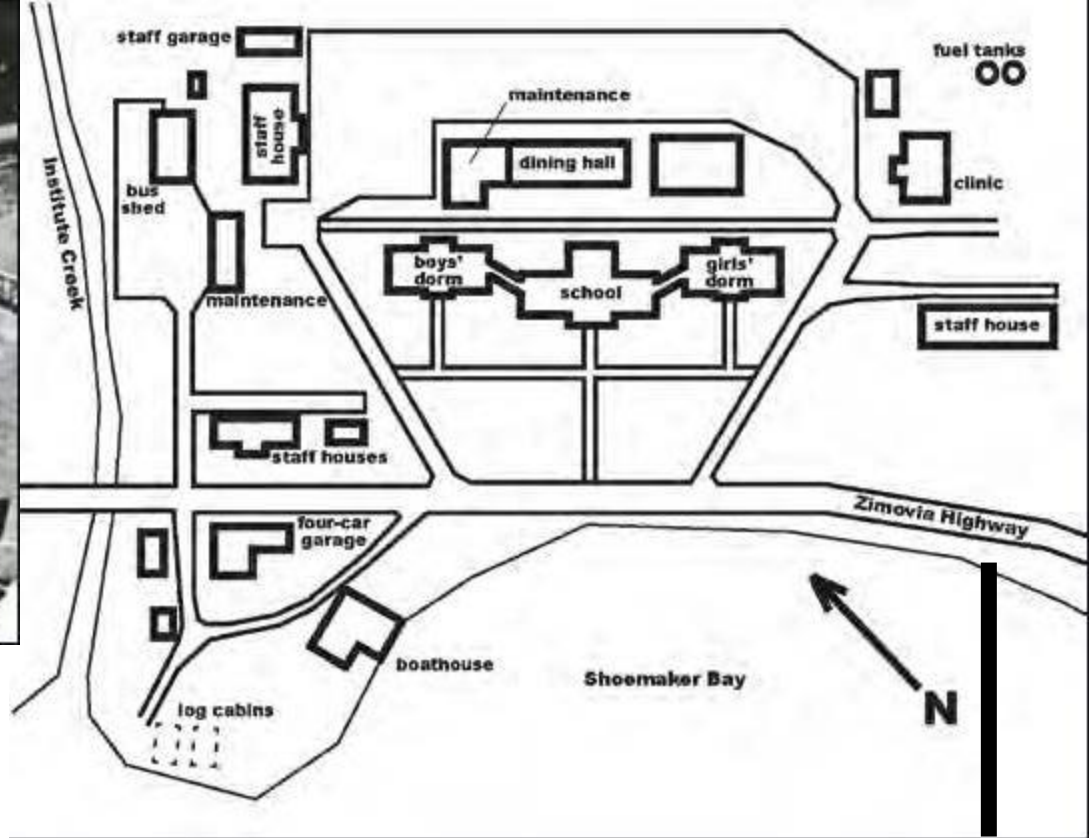 staff garage
fuel tanks
maintenance
staff
house
dining hall
bus
shed
clinic
Institute Creek
boys'
dorm
girls'
dorm
school
maintenance
staff house
staff houses
Zimovia Highway
four-car
garage
boathouse
Shoemaker Bay
N
log cabins